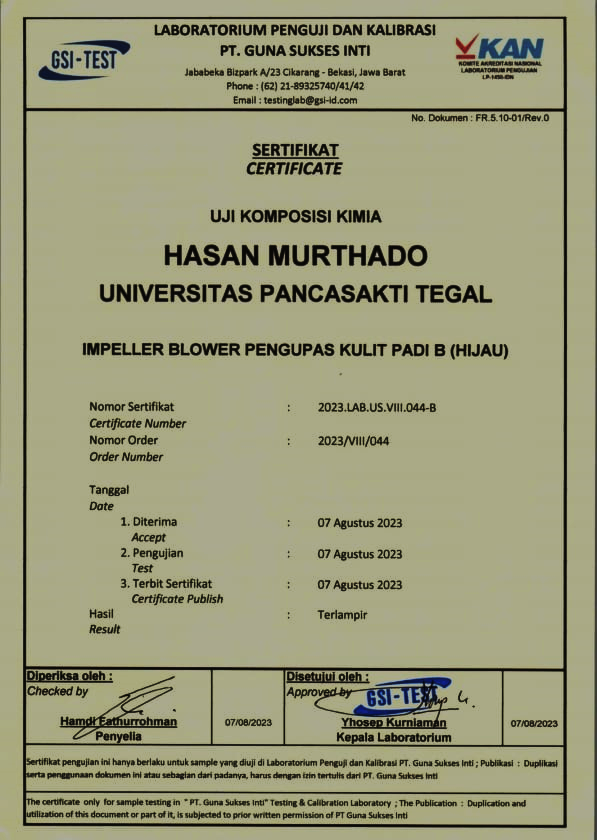 GSI-TEST
LABORATORIUM PENGUJI DAN KALIBRASI
PT. GUNA SUKSES INTI
Jababeka Bizpark A/23 Cikarang - Bekasi, Jawa Barat
Phone : (62) 21-89325740/41/42
Email : testinglab@gsi-id.com
KAN
KOMITE AKREDITASI NASIONAL
LABORATORIUM PENGUJIAN
LP-1450-IDN
No. Dokumen : FR.5.10-01/Rev.0
SERTIFIKAT
CERTIFICATE
UJI KOMPOSISI KIMIA
HASAN MURTHADO
UNIVERSITAS PANCASAKTI TEGAL
IMPELLER BLOWER PENGUPAS KULIT PADI B (HIJAU)
Nomor Sertifikat : 2023.LAB.US.VIII.044-B
Certificate Number
Nomor Order : 2023/VIII/044
Order Number
Tanggal
Date
1. Diterima : 07 Agustus 2023
Accept
2. Pengujian : 07 Agustus 2023
Test
3. Terbit Sertifikat : 07 Agustus 2023
Certificate Publish
Hasil : Terlampir
Result
Diperiksa oleh :
Checked by
Hamdi Fathurrohman
Penyelia
07/08/2023
Disetujui oleh :
Approved by
GSI-TEST
Yhosep Kurniaman
Kepala Laboratorium
07/08/2023
Sertifikat pengujian ini hanya berlaku untuk sample yang diuji di Laboratorium Penguji dan Kalibrasi PT. Guna Sukses Inti ; Publikasi : Duplikasi
serta penggunaan dokumen ini atau sebagian dari padanya, harus dengan izin tertulis dari PT. Guna Sukses Inti
The certificate only for sample testing in " PT. Guna Sukses Inti" Testing & Calibration Laboratory ; The Publication : Duplication and
utilization of this document or part of it, is subjected to prior written permission of PT Guna Sukses Inti